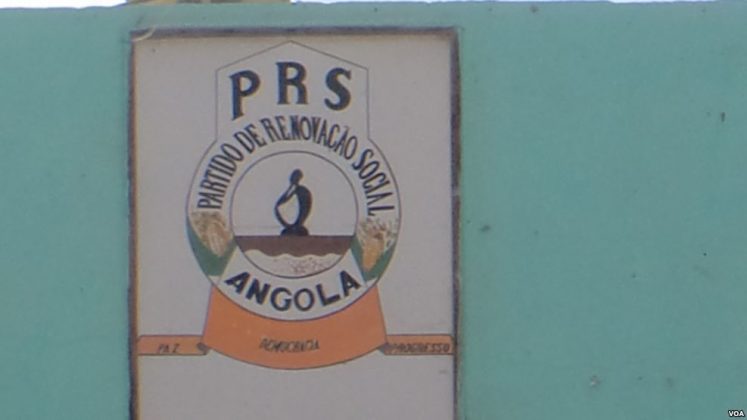 PRS
PARTIDO DE RENOVAÇÃO SOCIAL
ANGOLA
PAZ
DEMOCRACIA
PROGRESSO
VOA